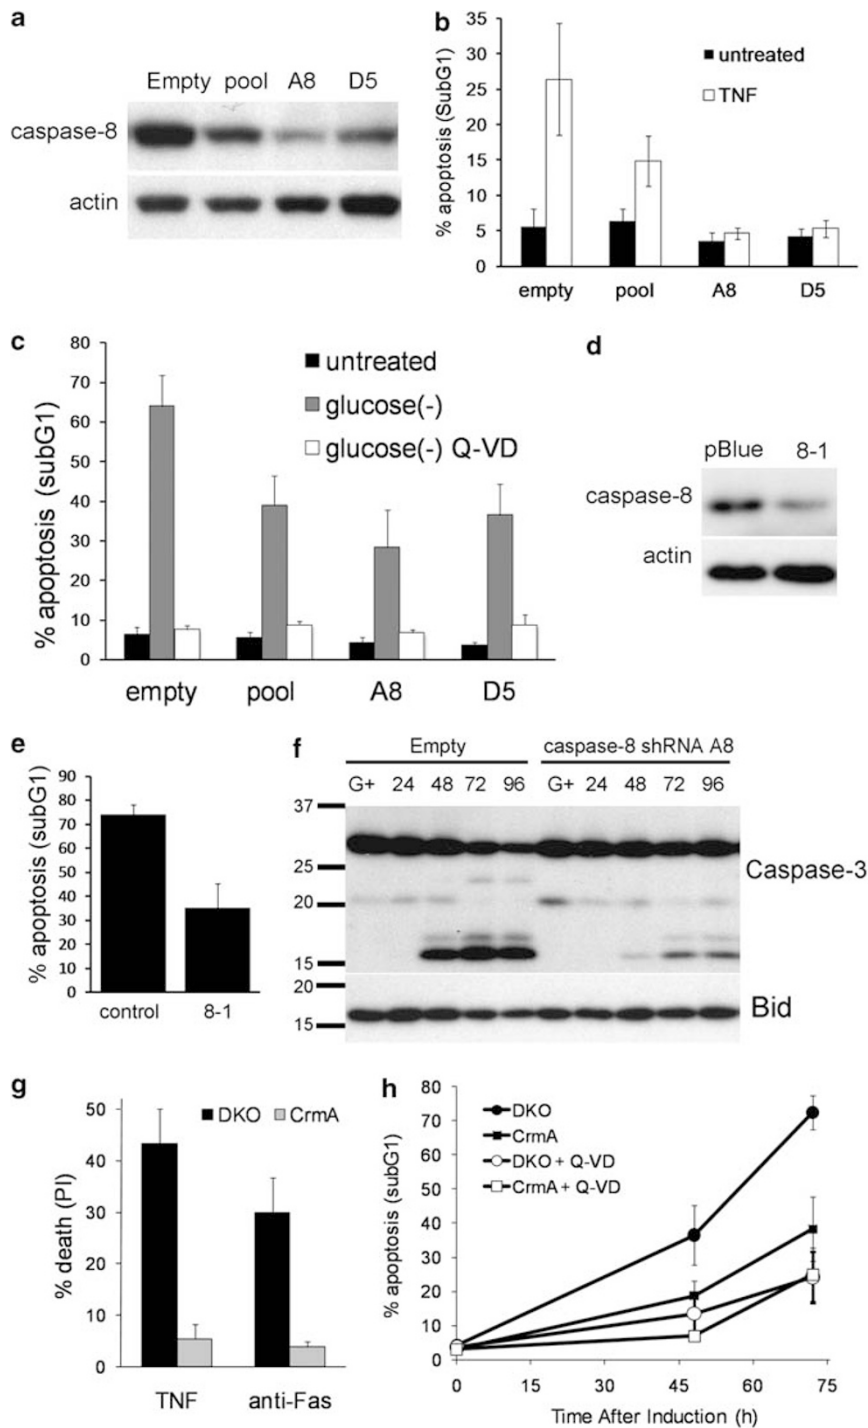 a
Empty pool A8 D5
caspase-8
actin
b
% apoptosis (SubG1)
35
30
25
20
15
10
5
0
untreated
TNF
empty pool A8 D5
c
% apoptosis (subG1)
80
70
60
50
40
30
20
10
0
untreated
glucose(-)
glucose(-) Q-VD
empty pool A8 D5
d
pBlue 8-1
caspase-8
actin
e
% apoptosis (subG1)
90
80
70
60
50
40
30
20
10
0
control 8-1
f
Empty caspase-8 shRNA A8
G+ 24 48 72 96 G+ 24 48 72 96
37
25
20
15
Caspase-3
20
15
Bid
g
% death (PI)
50
40
30
20
10
0
DKO CrmA
TNF anti-Fas
h
% apoptosis (subG1)
80
70
60
50
40
30
20
10
0
DKO
CrmA
DKO + Q-VD
CrmA + Q-VD
0 15 30 45 60 75
Time After Induction (h)